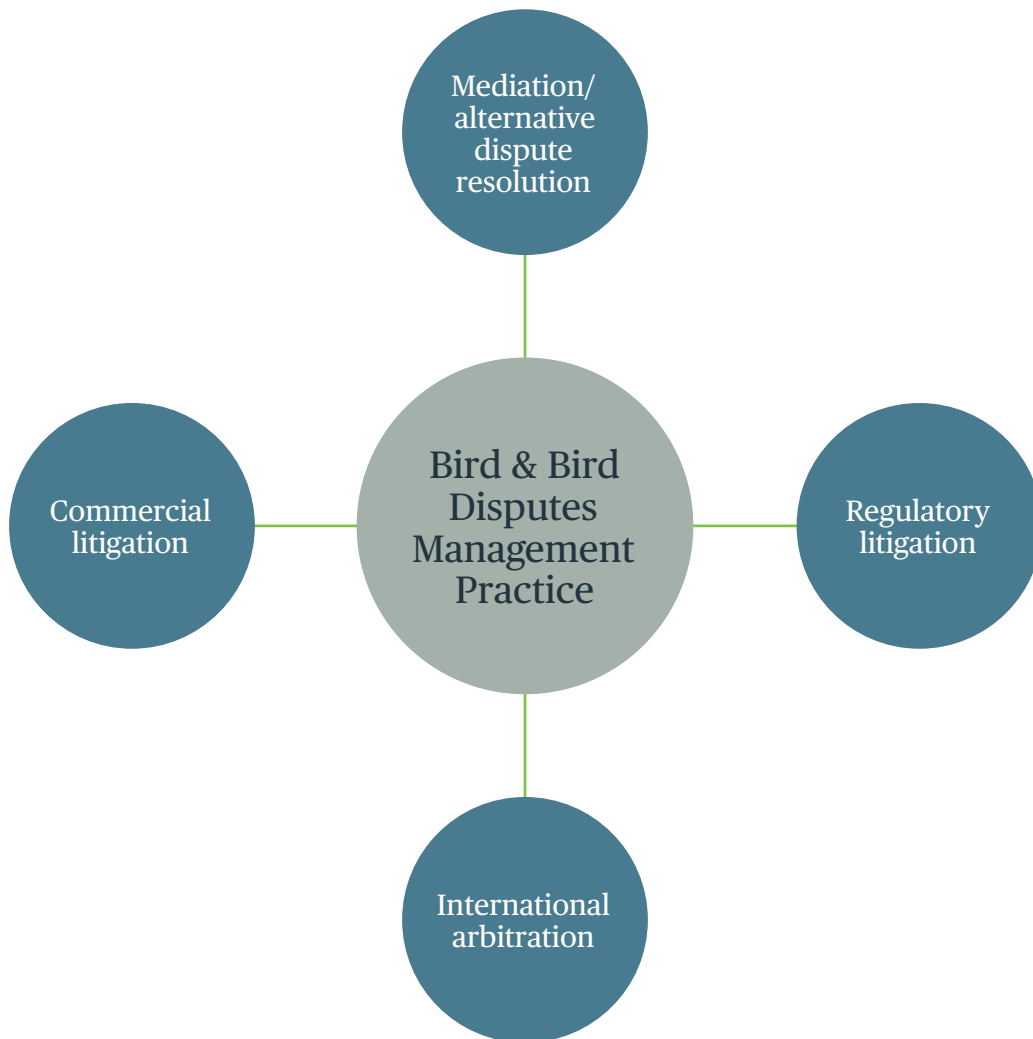 Mediation/
alternative
dispute
resolution
Commercial
litigation
Bird & Bird
Disputes
Management
Practice
Regulatory
litigation
International
arbitration